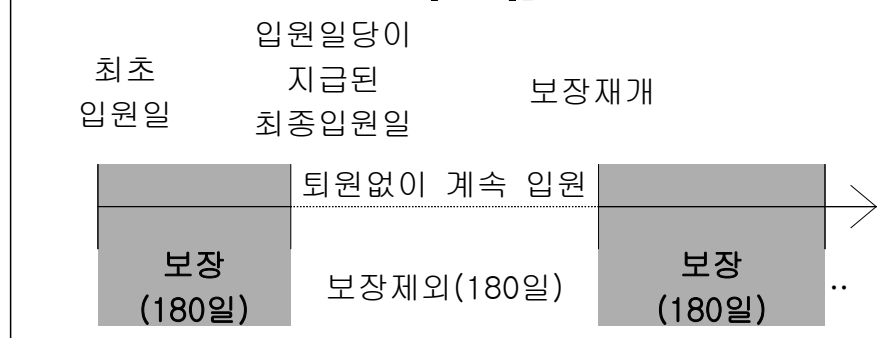 최초
입원일
입원일당이
지급된
최종입원일
보장재개
퇴원없이 계속 입원
보장
(180일)
보장제외(180일)
보장
(180일)
..